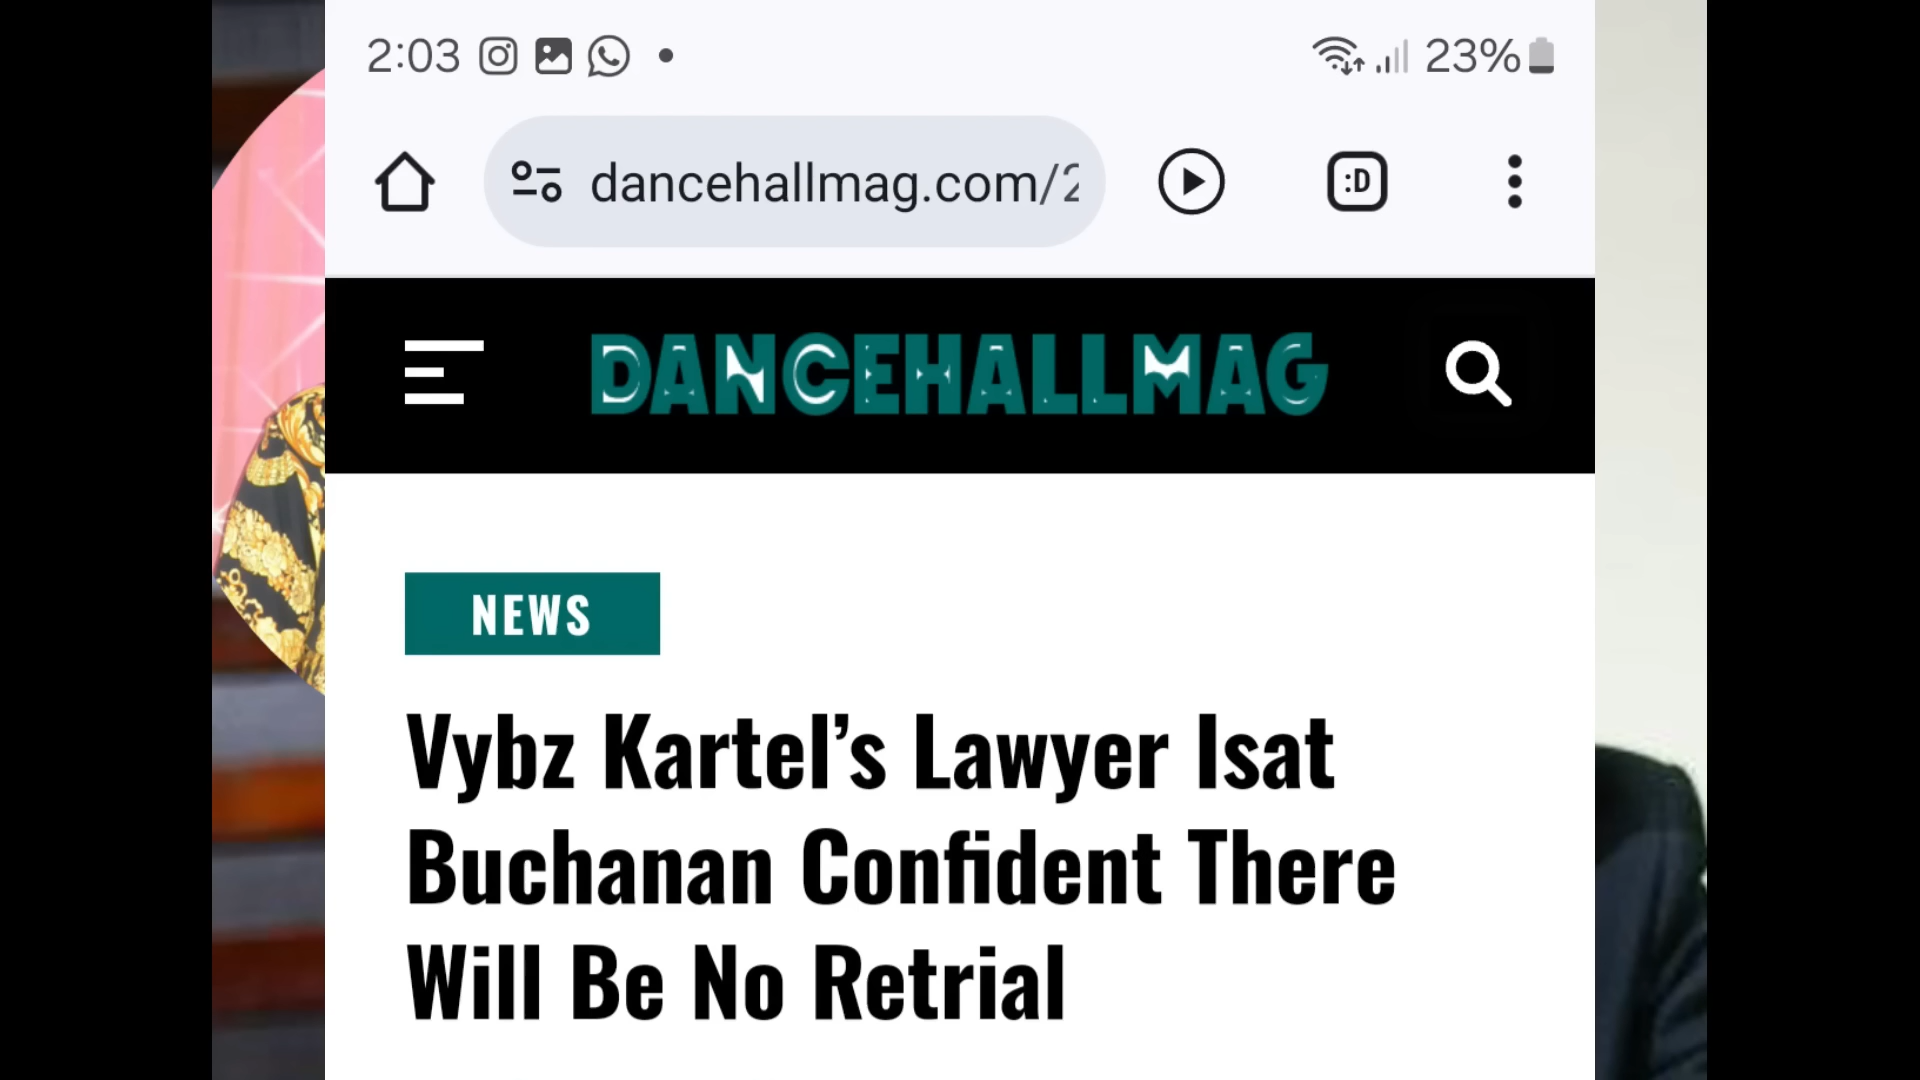 2:03 23%
dancehallmag.com/2
:D
DANCEHALLMAG
NEWS
Vybz Kartel’s Lawyer Isat
Buchanan Confident There
Will Be No Retrial